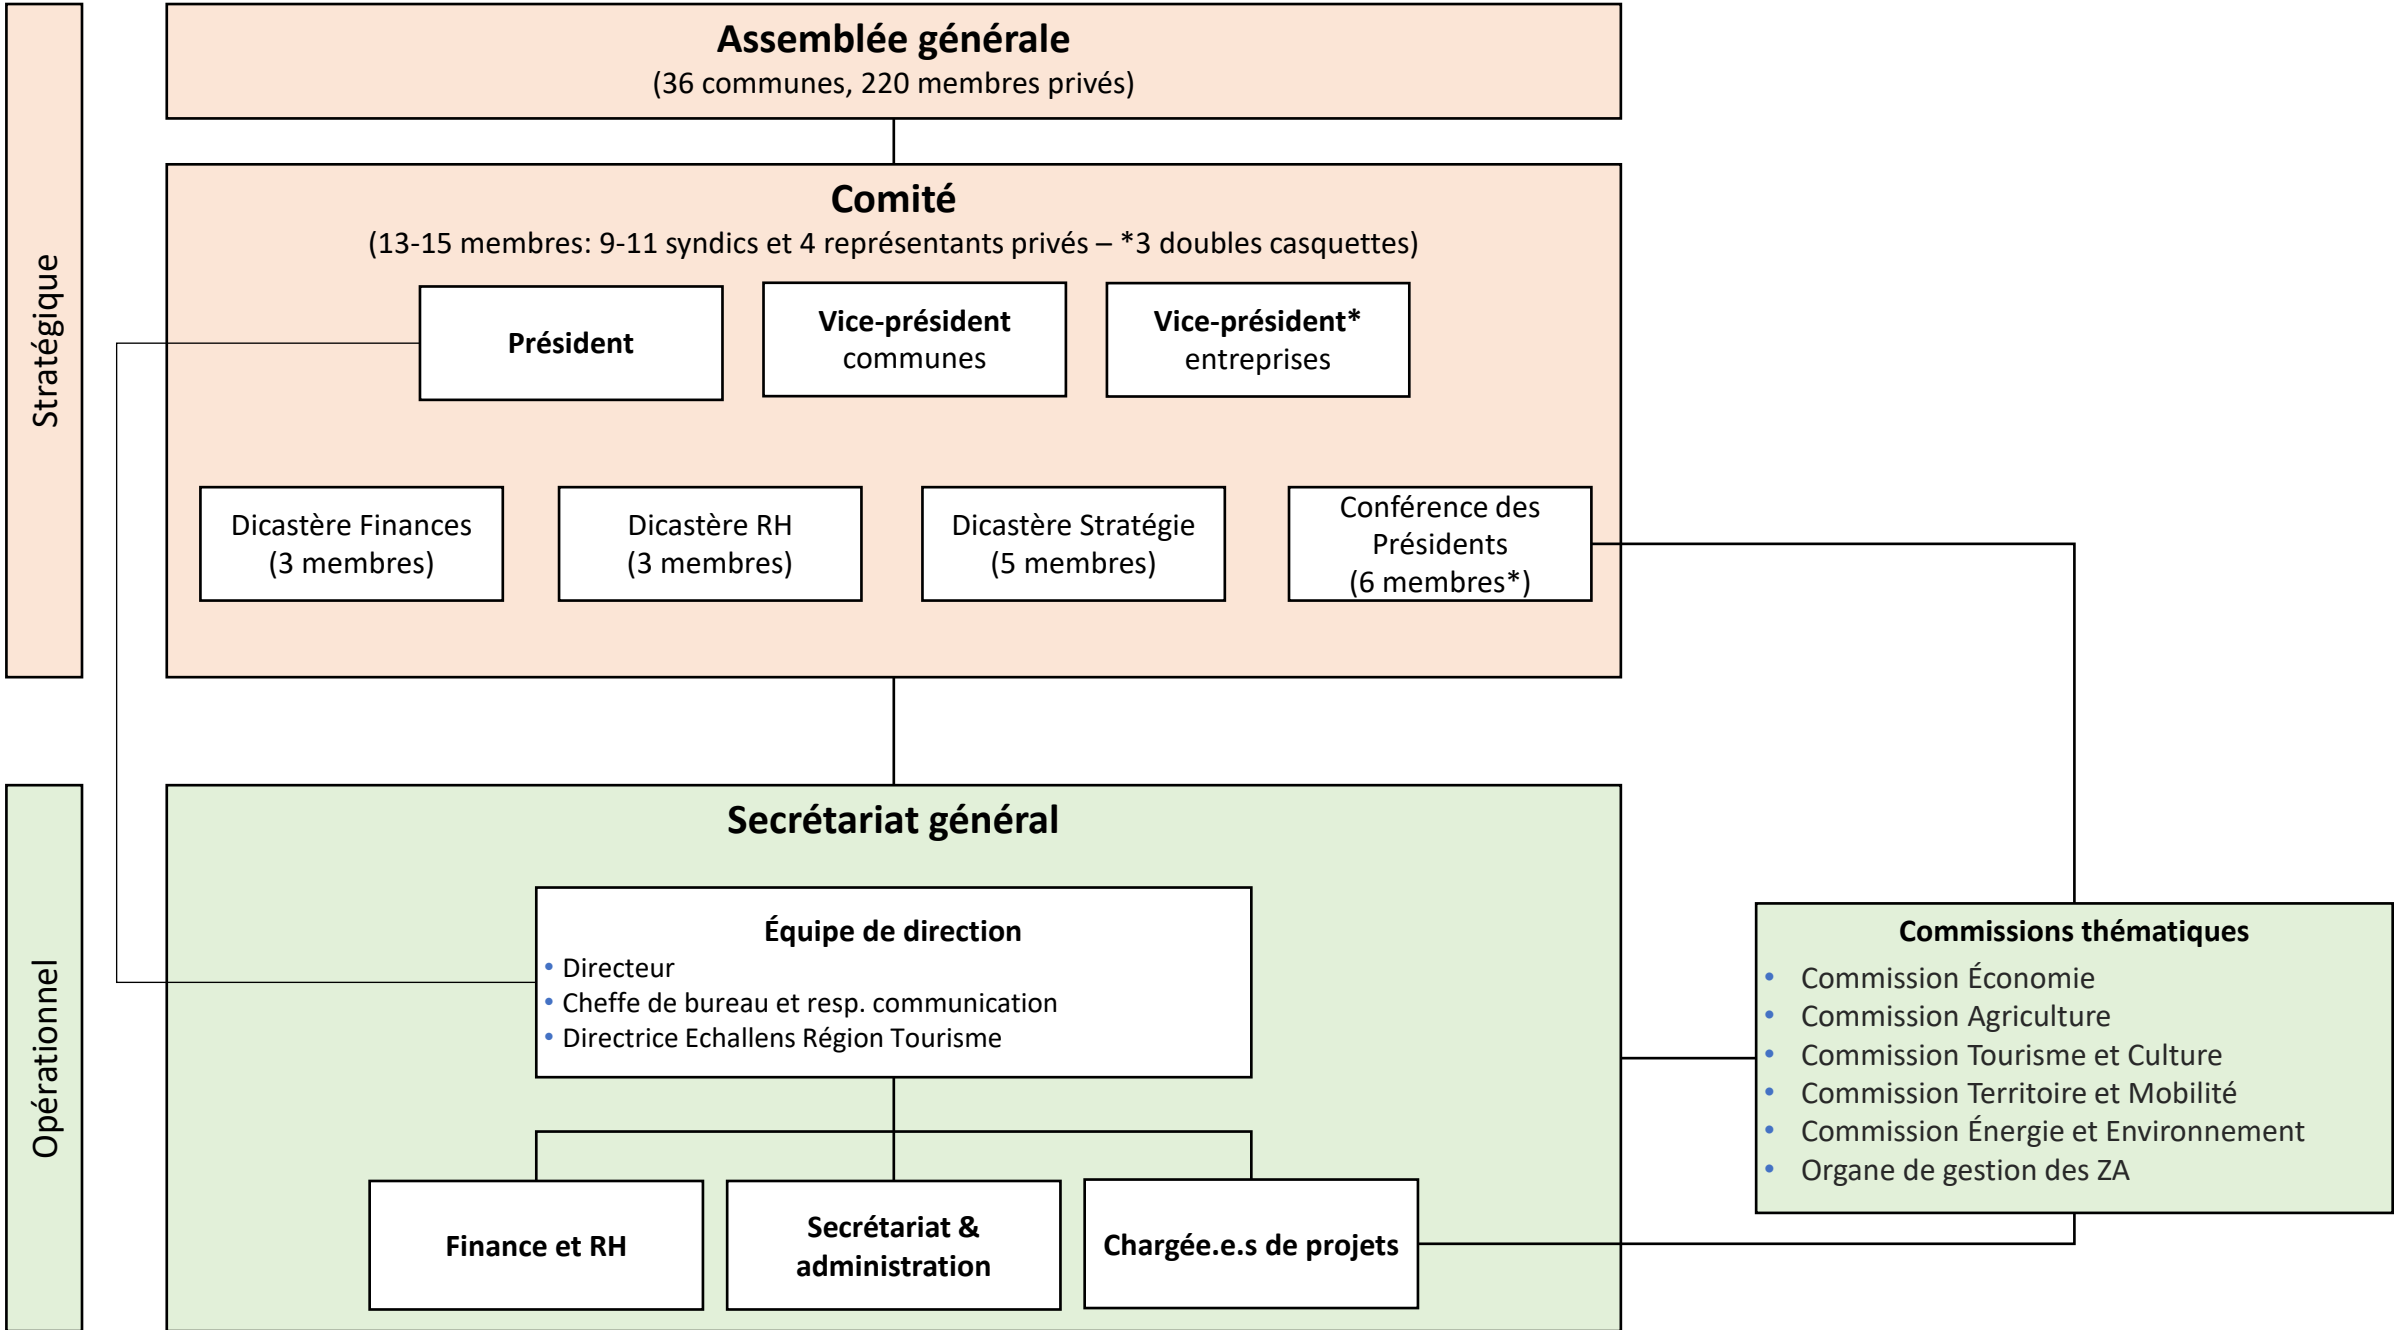 Assemblée générale
(36 communes, 220 membres privés)
Stratégique
Comité
(13-15 membres: 9-11 syndics et 4 représentants privés – *3 doubles casquettes)
Président
Vice-président
communes
Vice-président*
entreprises
Dicastère Finances
(3 membres)
Dicastère RH
(3 membres)
Dicastère Stratégie
(5 membres)
Conférence des
Présidents
(6 membres*)
Opérationnel
Secrétariat général
Équipe de direction
• Directeur
• Cheffe de bureau et resp. communication
• Directrice Echallens Région Tourisme
Finance et RH
Secrétariat &
administration
Chargée.e.s de projets
Commissions thématiques
• Commission Économie
• Commission Agriculture
• Commission Tourisme et Culture
• Commission Territoire et Mobilité
• Commission Énergie et Environnement
• Organe de gestion des ZA